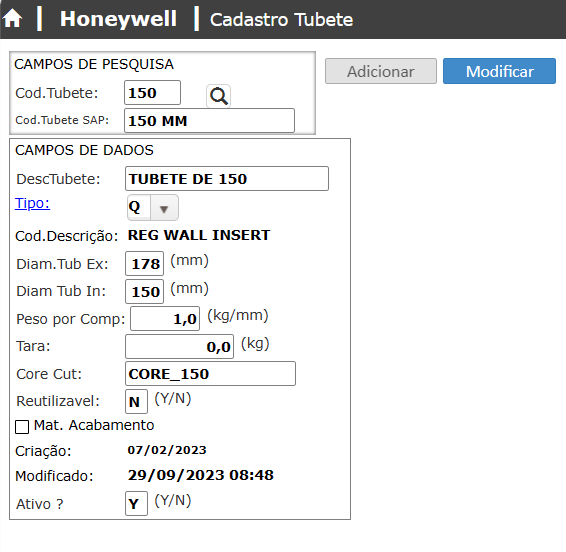 Honeywell Cadastro Tubete
CAMPOS DE PESQUISA
Adicionar Modificar
Cod.Tubete: 150
Cod.Tubete SAP: 150 MM
CAMPOS DE DADOS
DescTubete: TUBETE DE 150
Tipo: Q
Cod.Descrição: REG WALL INSERT
Diam.Tub Ex: 178 (mm)
Diam Tub In: 150 (mm)
Peso por Comp: 1,0 (kg/mm)
Tara: 0,0 (kg)
Core Cut: CORE_150
Reutilizavel: N (Y/N)
Mat. Acabamento
Criação: 07/02/2023
Modificado: 29/09/2023 08:48
Ativo ? Y (Y/N)